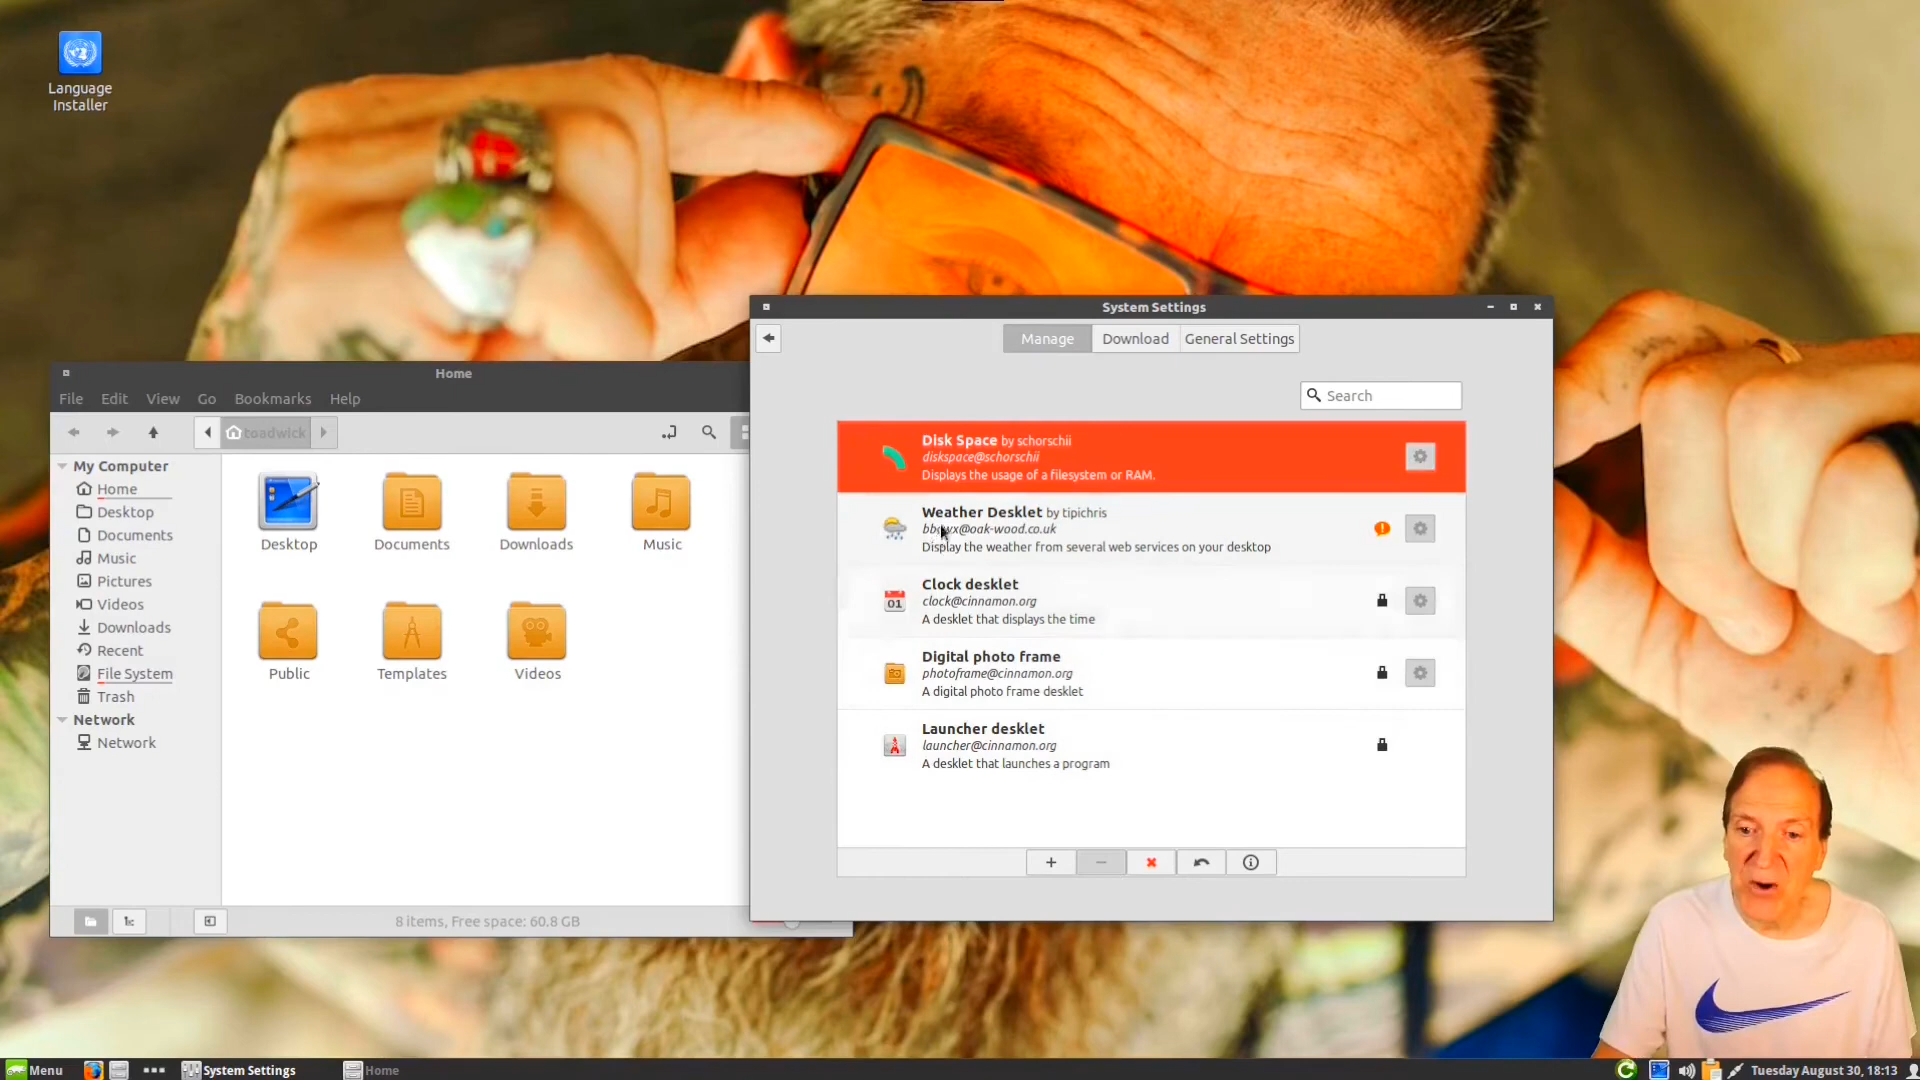 Language
Installer
System Settings
Manage
Download
General Settings
Search
Disk Space by schorschii
diskspace@schorschii
Displays the usage of a filesystem or RAM.
Weather Desklet by tipichris
@oak-wood.co.uk
Display the weather from several web services on your desktop
Clock desklet
clock@cinnamon.org
A desklet that displays the time
Digital photo frame
photoframe@cinnamon.org
A digital photo frame desklet
Launcher desklet
launcher@cinnamon.org
A desklet that launches a program
01
Home
File
Edit
View
Go
Bookmarks
Help
toadwick
My Computer
Home
Desktop
Documents
Music
Pictures
Videos
Downloads
Recent
File System
Trash
Network
Network
Desktop
Documents
Downloads
Music
Public
Templates
Videos
8 items, Free space: 60.8 GB
Menu
System Settings
Home
Tuesday August 30, 18:13